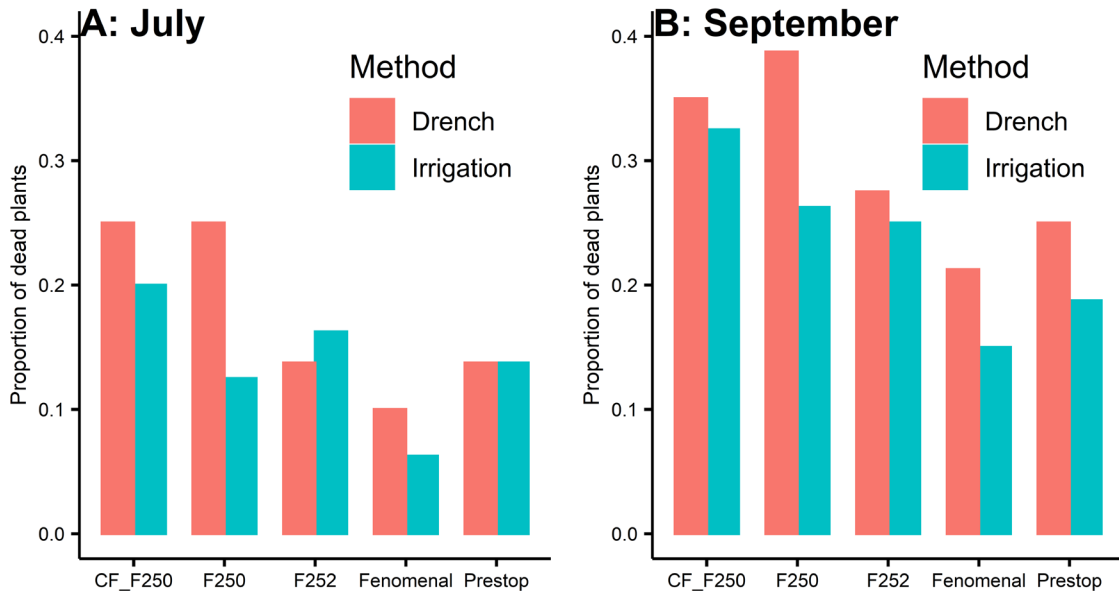 A: July
Proportion of dead plants
0.4
0.3
0.2
0.1
0.0
Method
Drench
Irrigation
CF_F250 F250 F252 Fenomenal Prestop
B: September
Proportion of dead plants
0.4
0.3
0.2
0.1
0.0
Method
Drench
Irrigation
CF_F250 F250 F252 Fenomenal Prestop